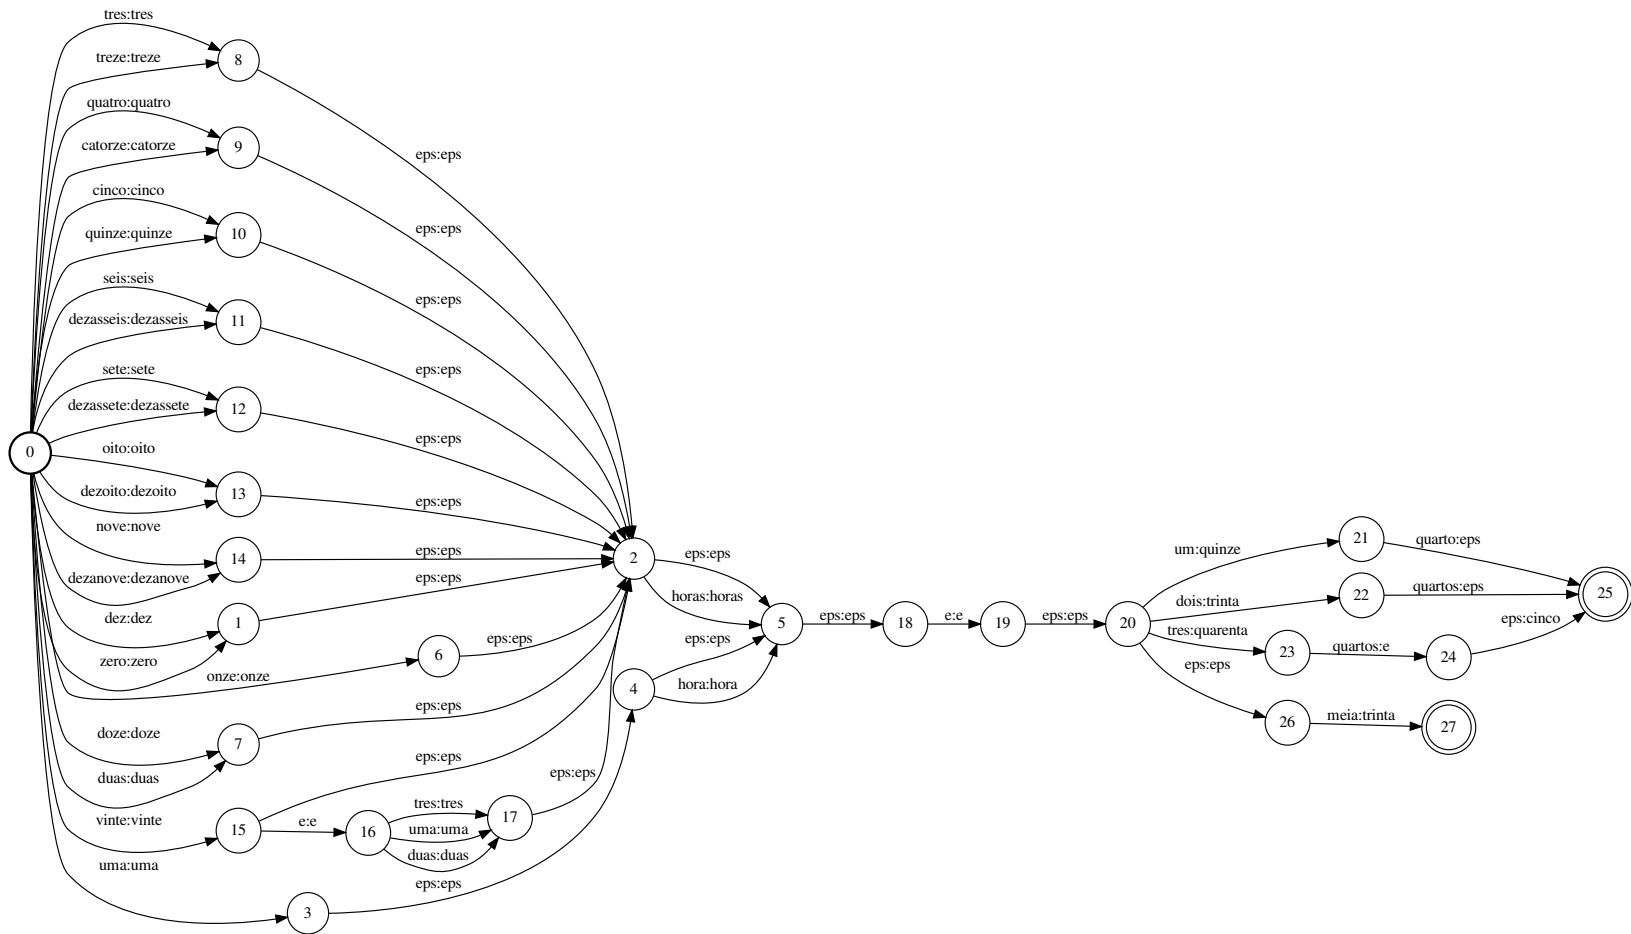 tres:tres
treze:treze
8
quatro:quatro
catorze:catorze
9
eps:eps
cinco:cinco
quinze:quinze
10
eps:eps
seis:seis
dezasseis:dezasseis
11
eps:eps
sete:sete
dezassete:dezassete
12
eps:eps
0
oito:oito
dezoito:dezoito
13
eps:eps
nove:nove
dezanove:dezanove
14
eps:eps
eps:eps
dez:dez
zero:zero
1
eps:eps
onze:onze
6
eps:eps
doze:doze
duas:duas
7
eps:eps
vinte:vinte
15
eps:eps
e:e
16
tres:tres
uma:uma
duas:duas
17
eps:eps
uma:uma
3
eps:eps
2
eps:eps
horas:horas
4
eps:eps
hora:hora
5
eps:eps
18
e:e
19
eps:eps
20
um:quinze
21
quarto:eps
dois:trinta
22
quartos:eps
25
tres:quarenta
23
quartos:e
24
eps:cinco
eps:eps
26
meia:trinta
27